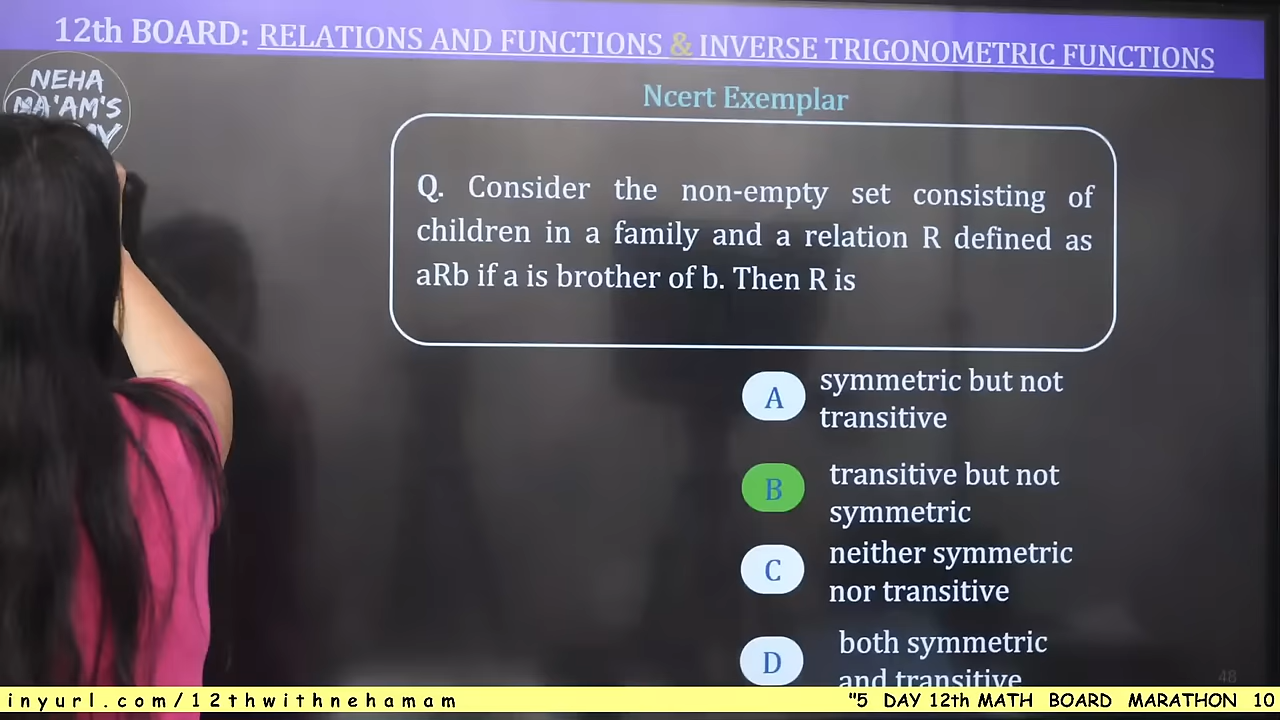 12th BOARD: RELATIONS AND FUNCTIONS & INVERSE TRIGONOMETRIC FUNCTIONS
NEHA
MA'AM'S
Ncert Exemplar
Q. Consider the non-empty set consisting of
children in a family and a relation R defined as
aRb if a is brother of b. Then R is
A symmetric but not
transitive
B transitive but not
symmetric
C neither symmetric
nor transitive
D both symmetric
and transitive
48
inyurl.com/12thwithnehamam
"5 DAY 12th MATH BOARD MARATHON 10